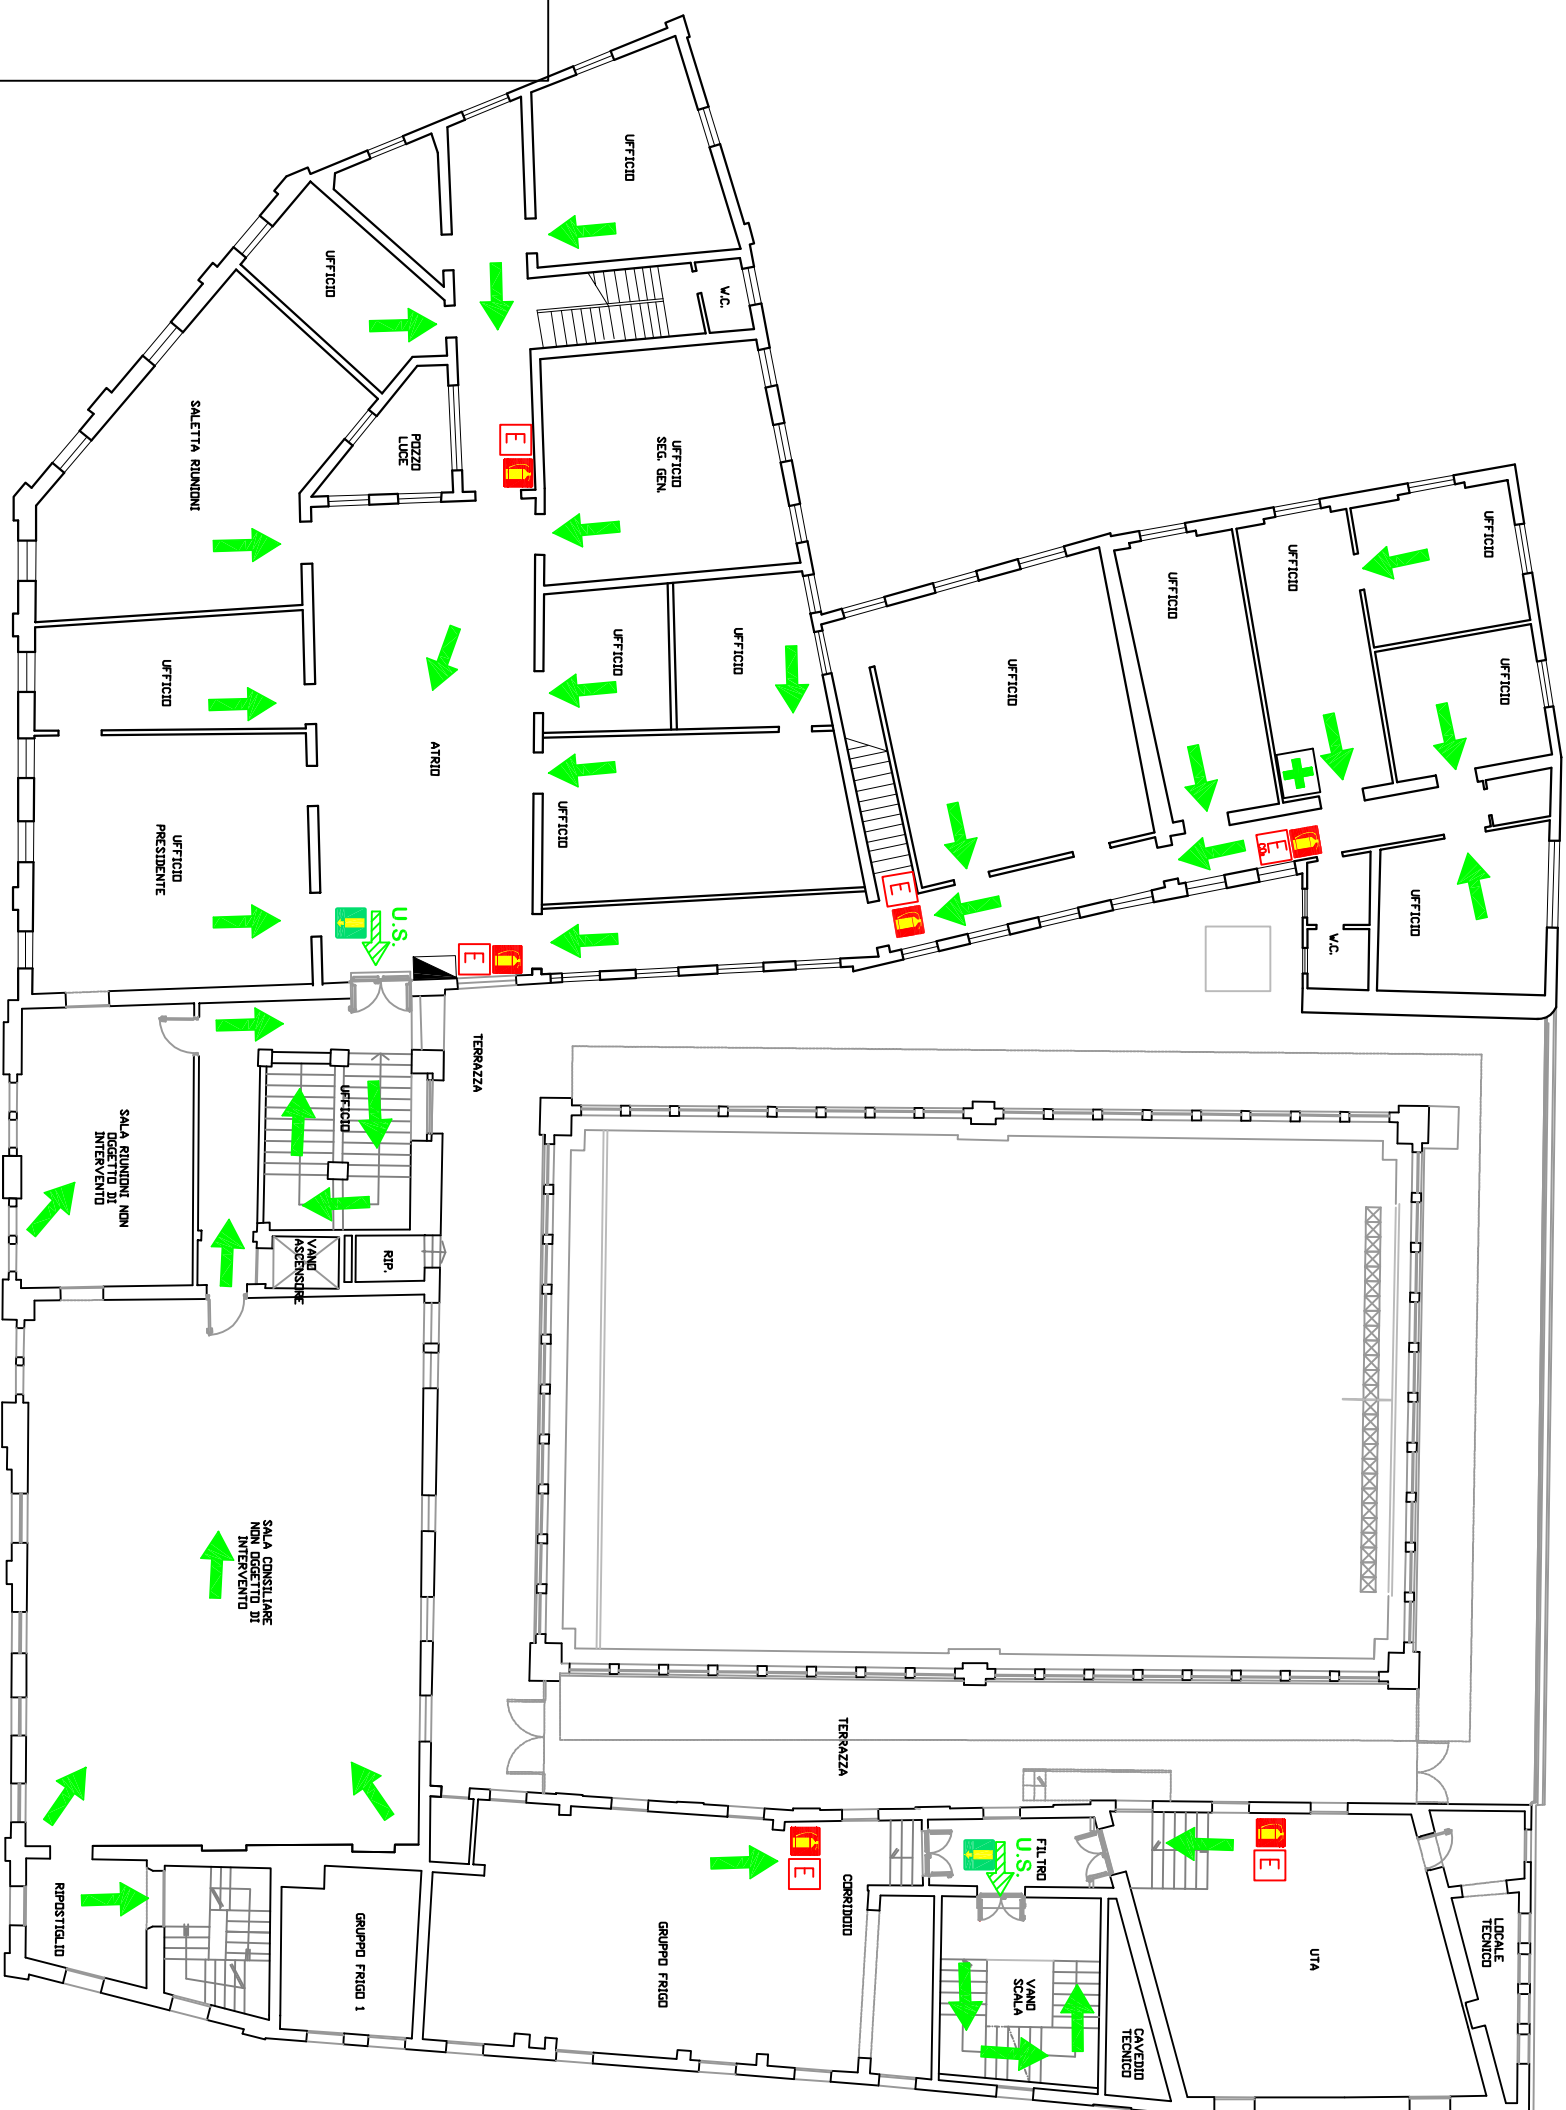 UFFICIO
W.C.
UFFICIO
UFFICIO
SEG. GEN.
POZZO
LUCE
SALETTA RIUNIONI
E
UFFICIO
UFFICIO
UFFICIO
UFFICIO
ATRIO
UFFICIO
UFFICIO
PRESIDENTE
U.S.
E
E
UFFICIO
UFFICIO
UFFICIO
UFFICIO
UFFICIO
UFFICIO
W.C.
E
TERRAZZA
UFFICIO
SALA RIUNIONI NON
OGGETTO DI
INTERVENTO
VANO
ASCENSORE
RIP.
SALA CONSILIARE
NON OGGETTO DI
INTERVENTO
TERRAZZA
RIPOSTIGLIO
GRUPPO FRIGO 1
GRUPPO FRIGO
CORRIDOIO
E
FILTRO
U.S.
VANO
SCALA
CAVEDIO
TECNICO
E
UTA
LOCALE
TECNICO